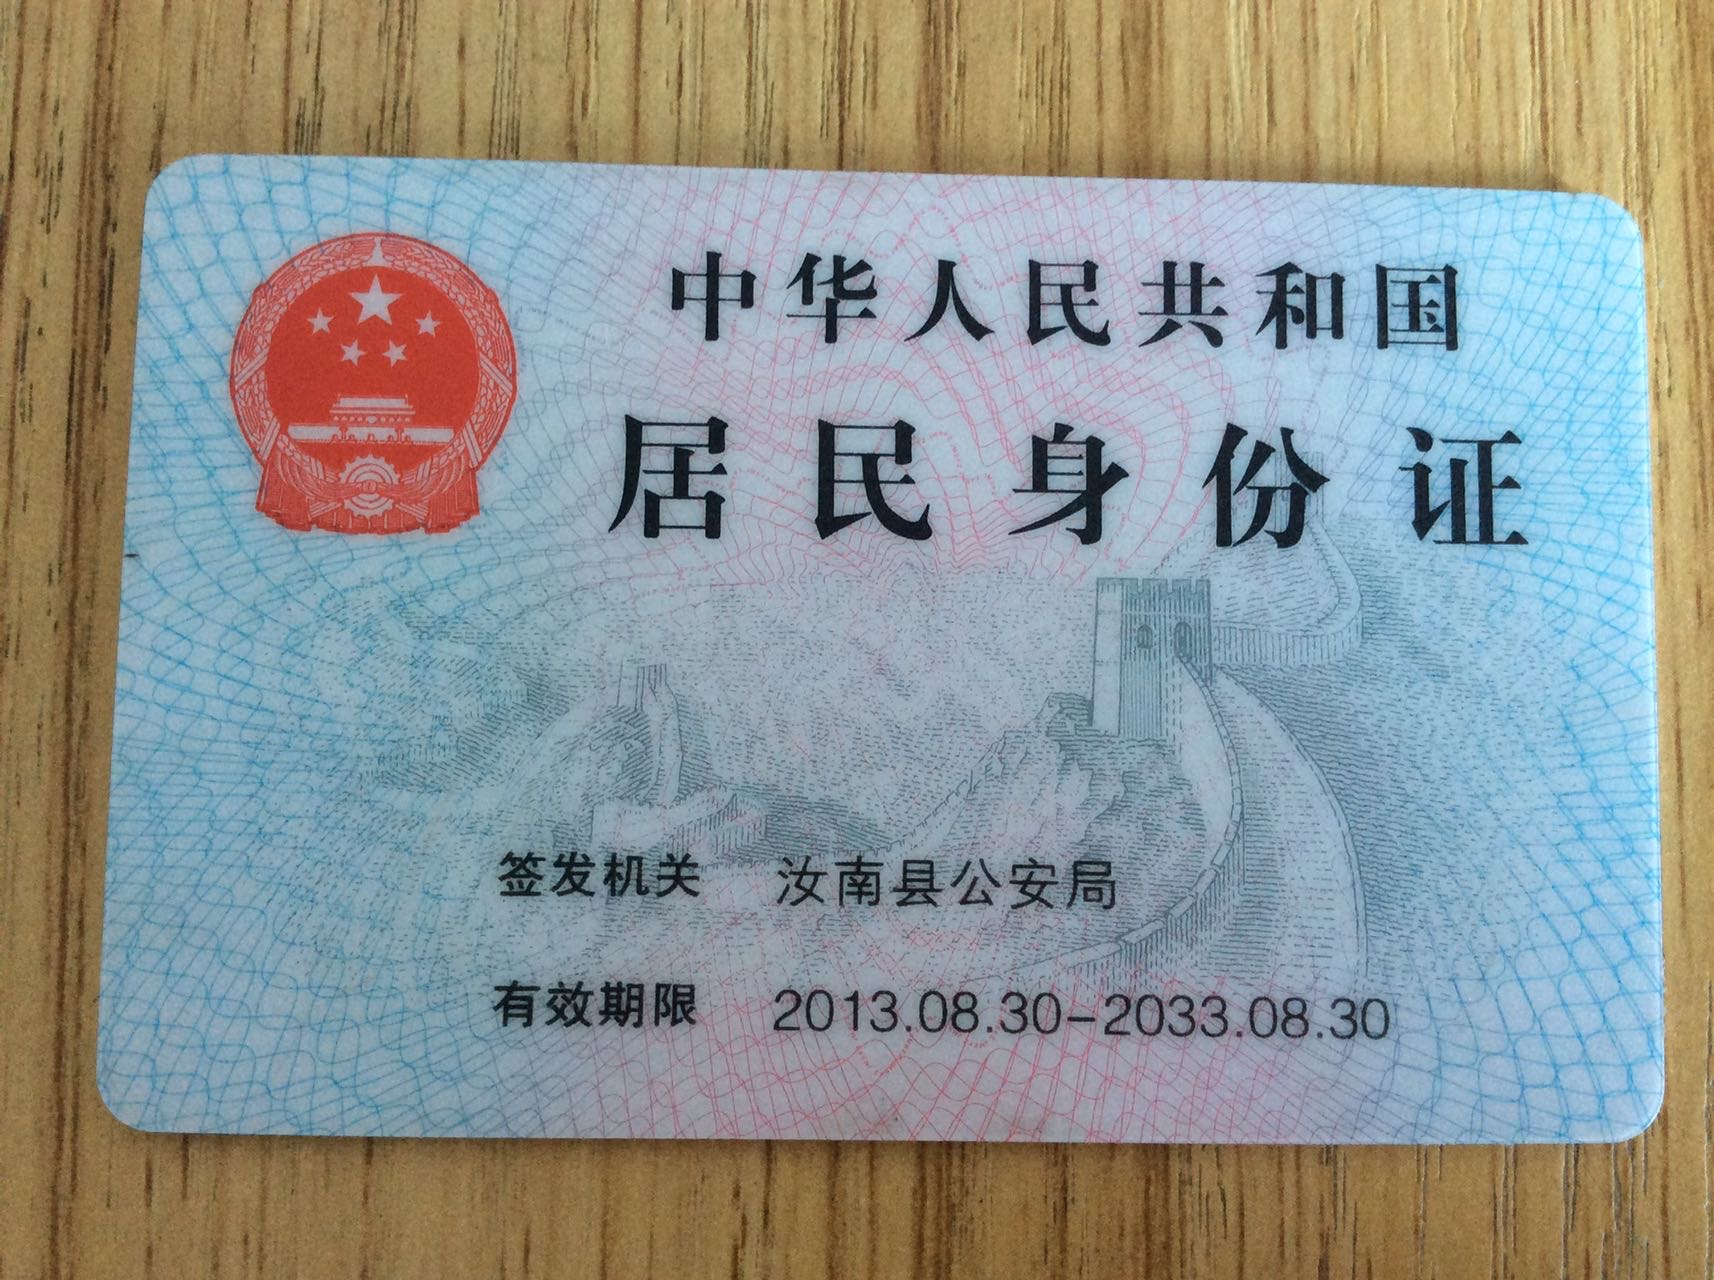 中华人民共和国
居民身份证
签发机关 汝南县公安局
有效期限 2013.08.30-2033.08.30